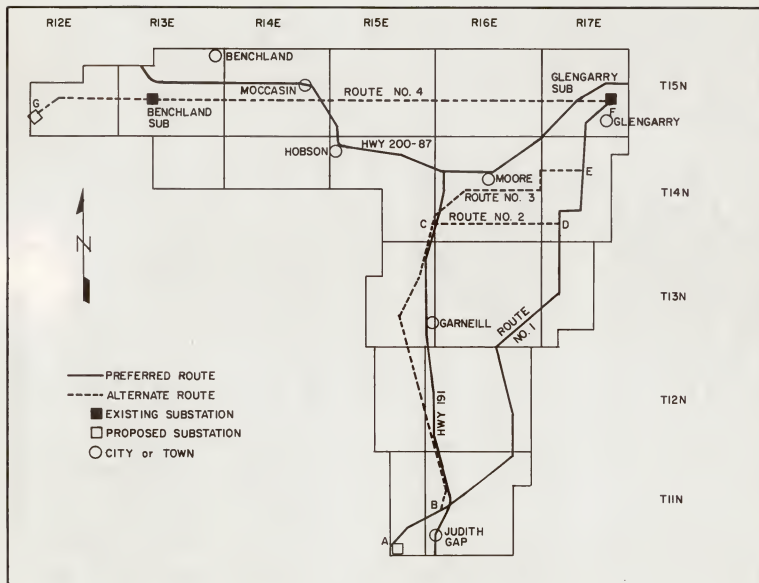 R12E R13E R14E R15E R16E R17E
BENCHLAND
MOCCASIN
ROUTE NO. 4
GLENGARRY
SUB
T15N
G
BENCHLAND
SUB
F
GLENGARRY
HOBSON
HWY 200-87
MOORE
E
ROUTE NO. 3
T14N
N
C
ROUTE NO. 2
D
T13N
GARNEILL
ROUTE
NO. 1
PREFERRED ROUTE
ALTERNATE ROUTE
EXISTING SUBSTATION
PROPOSED SUBSTATION
CITY or TOWN
HWY 191
T12N
B
T11N
A
JUDITH
GAP